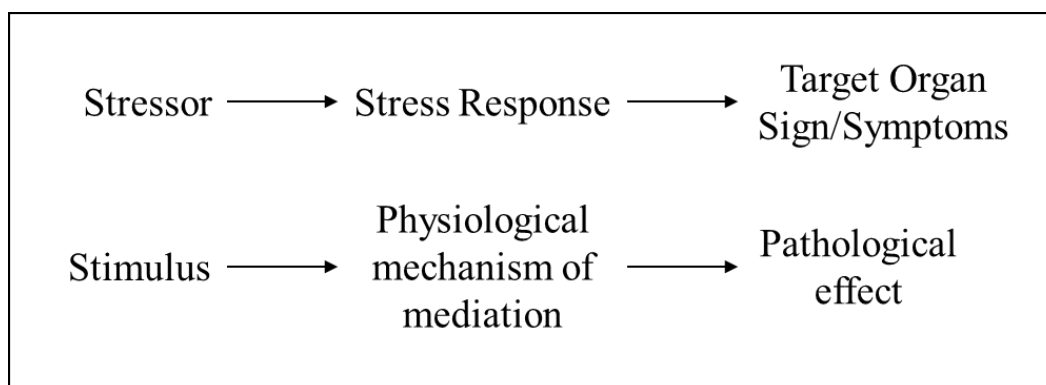 Stressor
Stress Response
Target Organ
Sign/Symptoms
Stimulus
Physiological
mechanism of
mediation
Pathological
effect